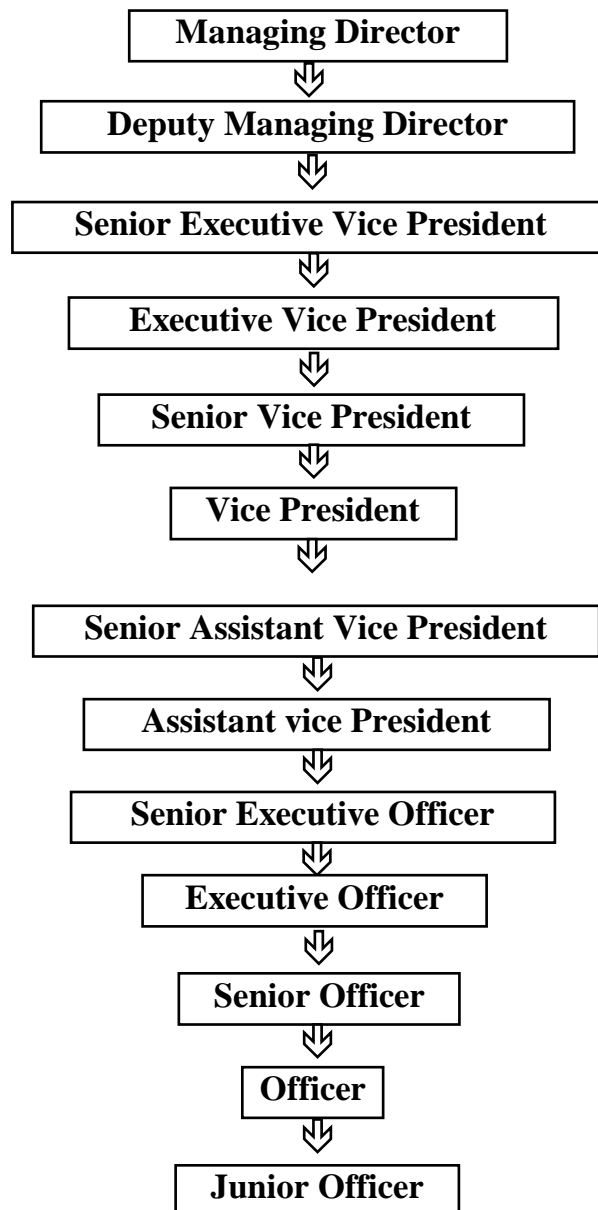 Managing Director
Deputy Managing Director
Senior Executive Vice President
Executive Vice President
Senior Vice President
Vice President
Senior Assistant Vice President
Assistant vice President
Senior Executive Officer
Executive Officer
Senior Officer
Officer
Junior Officer